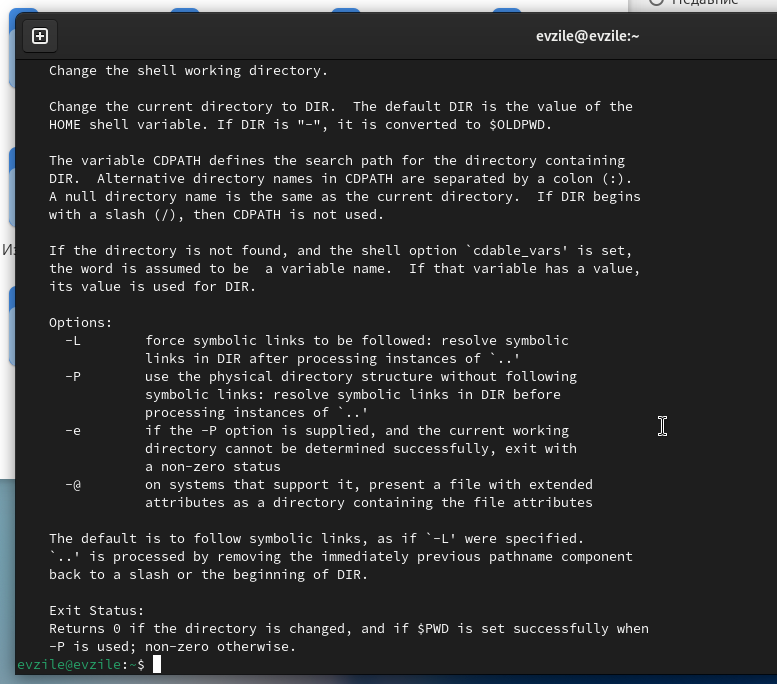 Недавние
evzile@evzile:~
Change the shell working directory.
Change the current directory to DIR.  The default DIR is the value of the
HOME shell variable. If DIR is "-", it is converted to $OLDPWD.
The variable CDPATH defines the search path for the directory containing
DIR.  Alternative directory names in CDPATH are separated by a colon (:).
A null directory name is the same as the current directory.  If DIR begins
with a slash (/), then CDPATH is not used.
If the directory is not found, and the shell option `cdable_vars' is set,
the word is assumed to be  a variable name.  If that variable has a value,
its value is used for DIR.
Options:
-L        force symbolic links to be followed: resolve symbolic
links in DIR after processing instances of `..'
-P        use the physical directory structure without following
symbolic links: resolve symbolic links in DIR before
processing instances of `..'
-e        if the -P option is supplied, and the current working
directory cannot be determined successfully, exit with
a non-zero status
-@        on systems that support it, present a file with extended
attributes as a directory containing the file attributes
The default is to follow symbolic links, as if `-L' were specified.
`..' is processed by removing the immediately previous pathname component
back to a slash or the beginning of DIR.
Exit Status:
Returns 0 if the directory is changed, and if $PWD is set successfully when
-P is used; non-zero otherwise.
evzile@evzile:~$